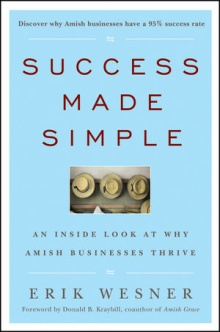 Discover why Amish businesses have a 95% success rate
SUCCESS
MADE
SIMPLE
AN INSIDE LOOK AT WHY
AMISH BUSINESSES THRIVE
ERIK WESNER
Foreword by Donald B. Kraybill, coauthor of Amish Grace